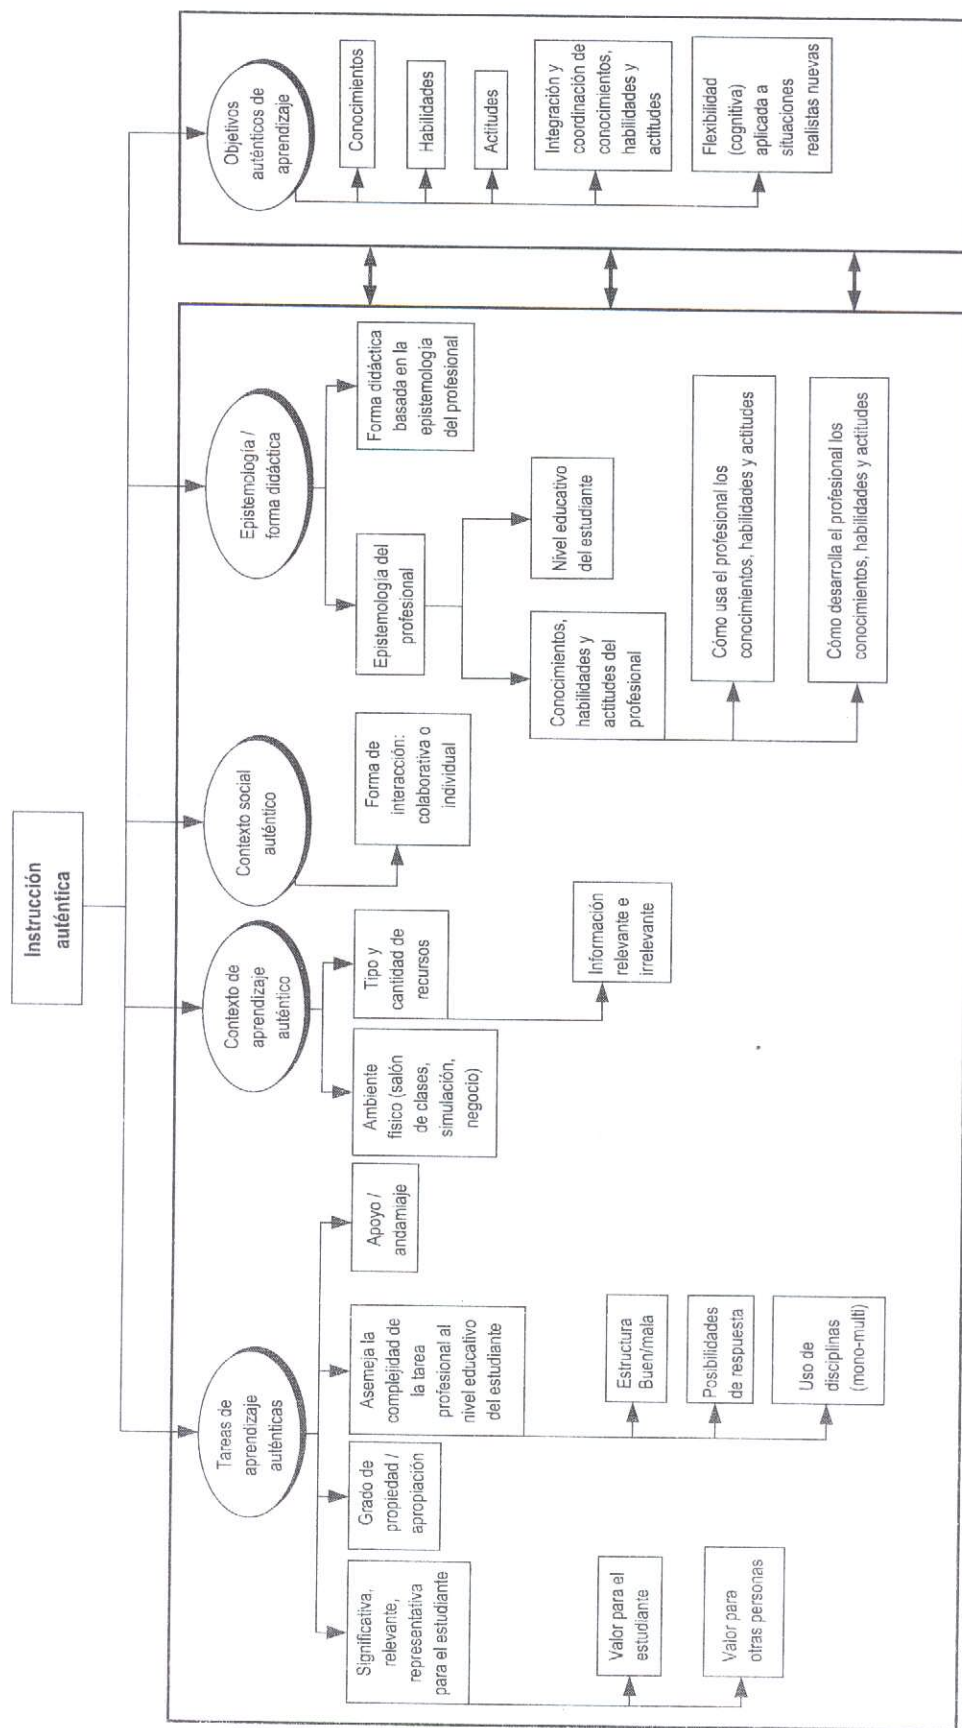 Instrucción
auténtica
Tareas de
aprendizaje
auténticas
Significativa,
relevante,
representativa
para el estudiante
Valor para el
estudiante
Valor para
otras personas
Grado de
propiedad /
apropiación
Asemeja la
complejidad de
la tarea
profesional al
nivel educativo
del estudiante
Estructura
Buen/mala
Posibilidades
de respuesta
Uso de
disciplinas
(mono-multi)
Apoyo /
andamiaje
Contexto de
aprendizaje
auténtico
Ambiente
físico (salón
de clases,
simulación,
negocio)
Tipo y
cantidad de
recursos
Información
relevante e
irrelevante
Contexto social
auténtico
Forma de
interacción:
colaborativa o
individual
Epistemología /
forma didáctica
Epistemología del
profesional
Conocimientos,
habilidades y
actitudes del
profesional
Cómo usa el profesional los
conocimientos, habilidades y actitudes
Cómo desarrolla el profesional los
conocimientos, habilidades y actitudes
Nivel educativo
del estudiante
Forma didáctica
basada en la
epistemología
del profesional
Objetivos
auténticos de
aprendizaje
Conocimientos
Habilidades
Actitudes
Integración y
coordinación de
conocimientos,
habilidades y
actitudes
Flexibilidad
(cognitiva)
aplicada a
situaciones
realistas nuevas